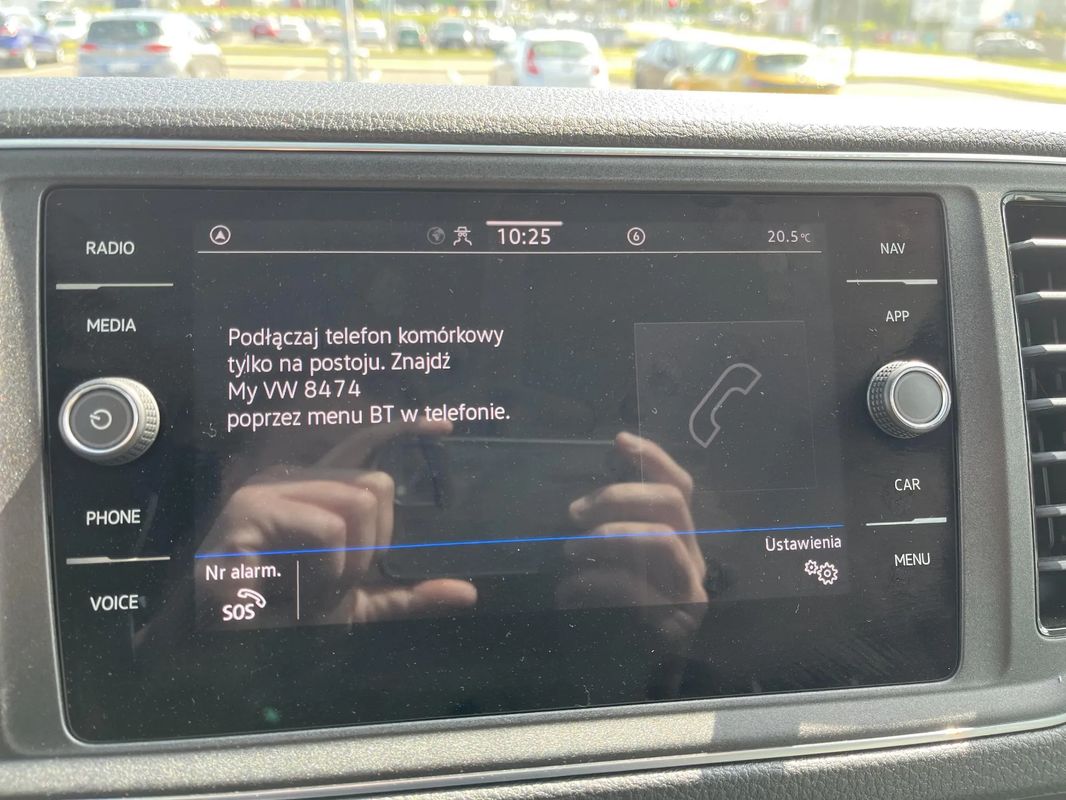 RADIO
MEDIA
PHONE
VOICE
10:25
6
20.5°C
Podłączaj telefon komórkowy
tylko na postoju. Znajdź
My VW 8474
poprzez menu BT w telefonie.
Nr alarm.
SOS
Ustawienia
NAV
APP
CAR
MENU